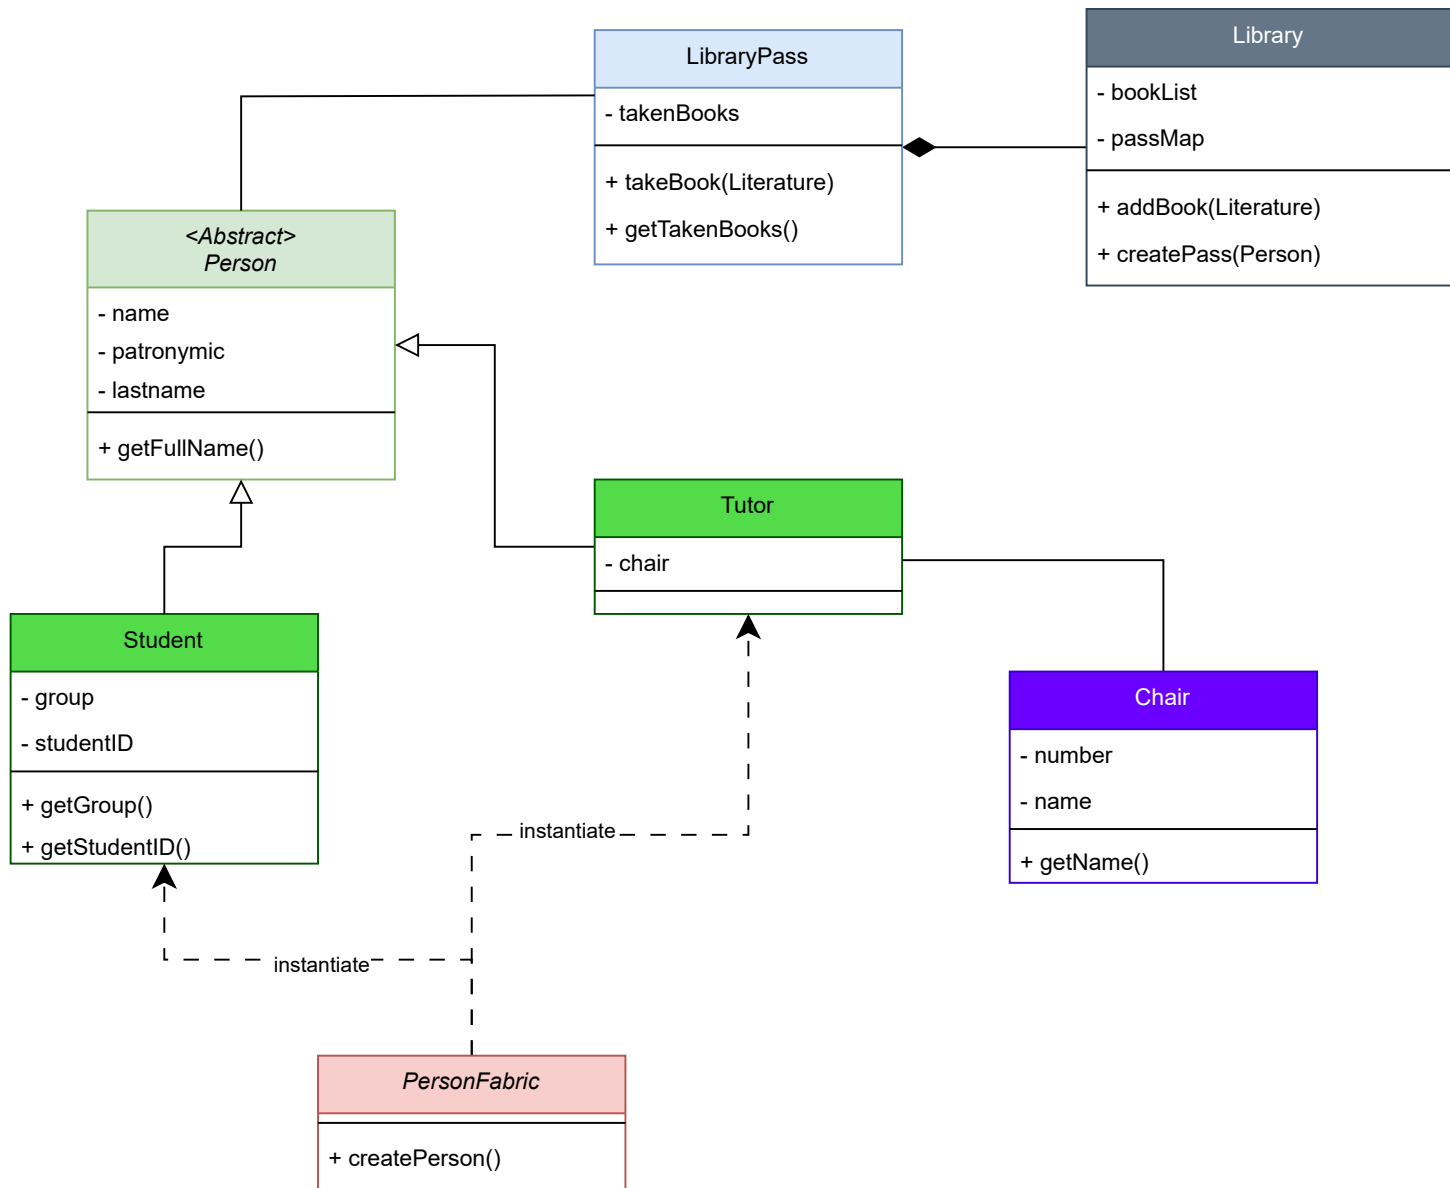 LibraryPass
- takenBooks
+ takeBook(Literature)
+ getTakenBooks()
Library
- bookList
- passMap
+ addBook(Literature)
+ createPass(Person)
<Abstract>
Person
- name
- patronymic
- lastname
+ getFullName()
Tutor
- chair
Student
- group
- studentID
+ getGroup()
+ getStudentID()
Chair
- number
- name
+ getName()
instantiate
instantiate
PersonFabric
+ createPerson()